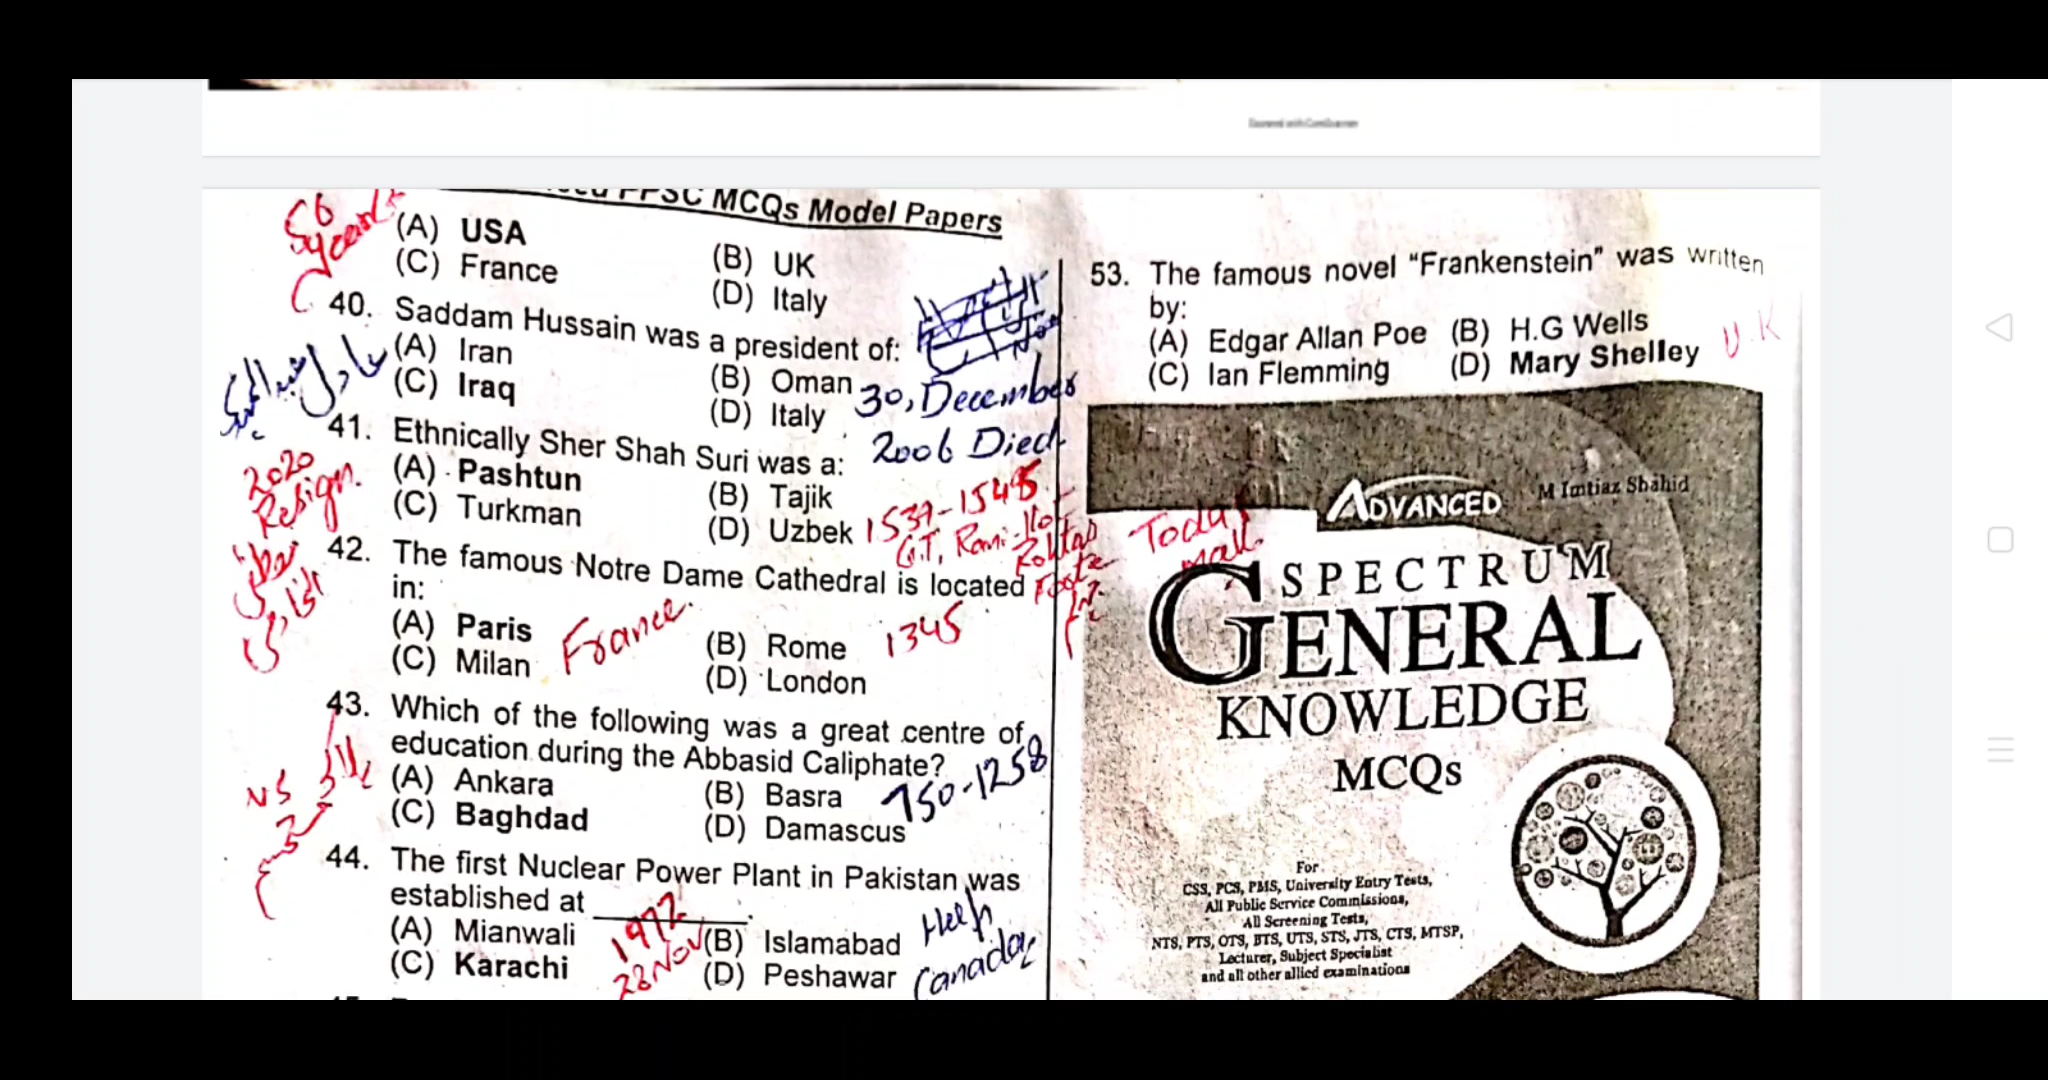 PPSC MCQs Model Papers
56
years
(A) USA
(B) UK
(C) France
(D) Italy
40. Saddam Hussain was a president of:
(A) Iran
(B) Oman
(C) Iraq
(D) Italy
30, December
2006 Died
41. Ethnically Sher Shah Suri was a:
(A) Pashtun
(B) Tajik
(C) Turkman
(D) Uzbek
2020
Resign.
G.T,
42. The famous Notre Dame Cathedral is located
in:
(A) Paris
(B) Rome
(C) Milan
(D) London
France.
1345
43. Which of the following was a great centre of
education during the Abbasid Caliphate?
(A) Ankara
(B) Basra
(C) Baghdad
(D) Damascus
750-1258
44. The first Nuclear Power Plant in Pakistan was
established at ________.
(A) Mianwali
(B) Islamabad
(C) Karachi
(D) Peshawar
1972
28 Nov
Help
53. The famous novel “Frankenstein” was written
by:
(A) Edgar Allan Poe (B) H.G Wells
(C) Ian Flemming (D) Mary Shelley
U.K
ADVANCED
M Imtiaz Shahid
SPECTRUM
GENERAL
KNOWLEDGE
MCQs
For
CSS, PCS, PMS, University Entry Tests,
All Public Service Commissions,
All Screening Tests,
NTS, PTS, OTS, BTS, UTS, STS, JTS, CTS, MTSP,
Lecturer, Subject Specialist
and all other allied examinations